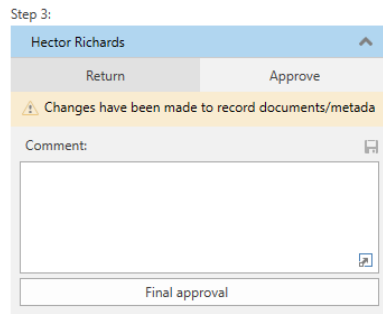 Step 3:
Hector Richards
Return Approve
Changes have been made to record documents/metada
Comment:
Final approval